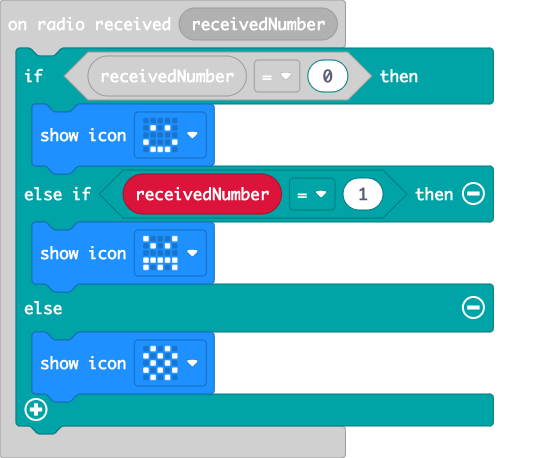 on radio received receivedNumber
if receivedNumber = 0 then
show icon
else if receivedNumber = 1 then
show icon
else
show icon